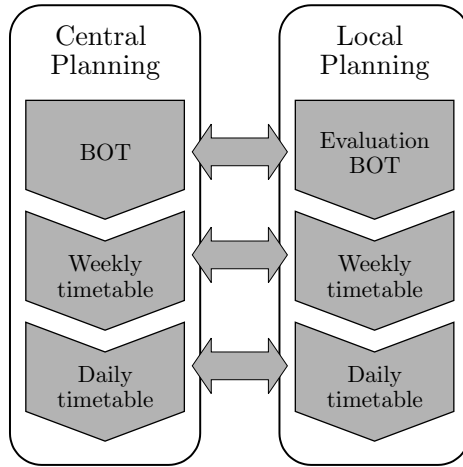 Central
Planning
BOT
Weekly
timetable
Daily
timetable
Local
Planning
Evaluation
BOT
Weekly
timetable
Daily
timetable